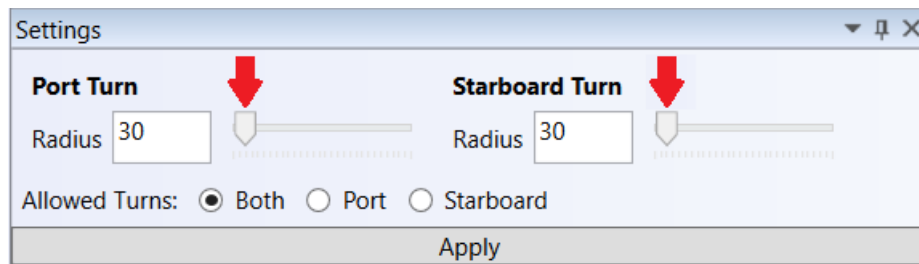 Settings
Port Turn Starboard Turn
Radius 30 Radius 30
Allowed Turns: Both Port Starboard
Apply